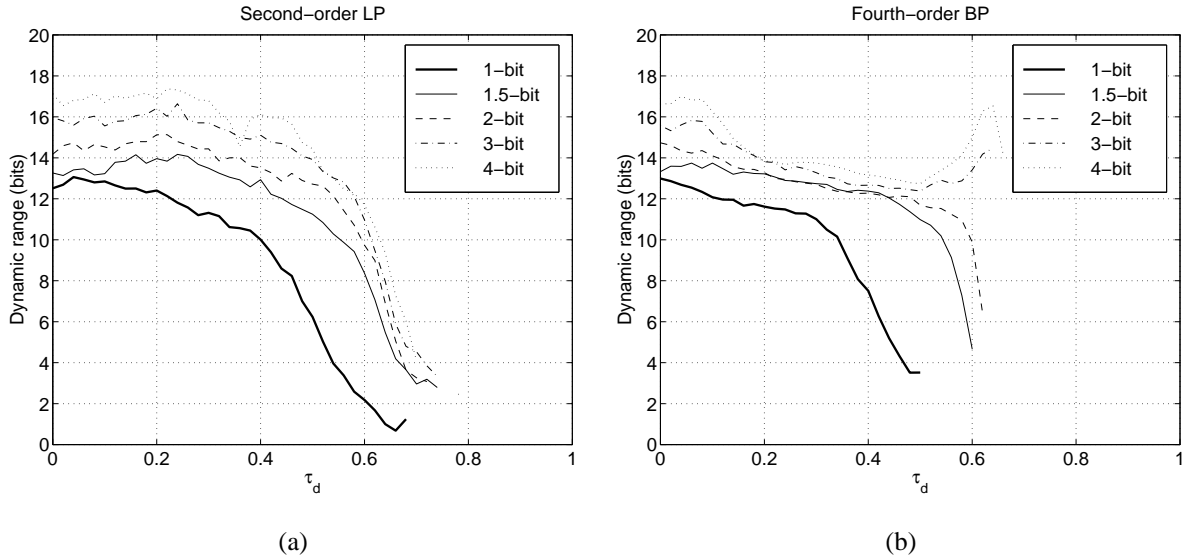 Second−order LP
20
18
16
14
12
10
8
6
4
2
0
Dynamic range (bits)
0 0.2 0.4 0.6 0.8 1
τd
1−bit
1.5−bit
2−bit
3−bit
4−bit
(a)
Fourth−order BP
20
18
16
14
12
10
8
6
4
2
0
Dynamic range (bits)
0 0.2 0.4 0.6 0.8 1
τd
1−bit
1.5−bit
2−bit
3−bit
4−bit
(b)